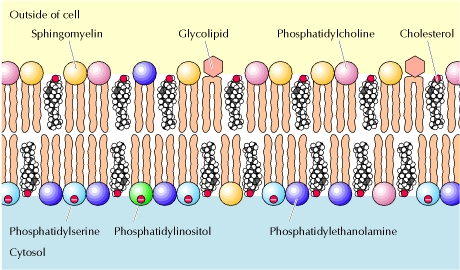 Outside of cell
Sphingomyelin Glycolipid Phosphatidylcholine Cholesterol
Phosphatidylserine Phosphatidylinositol Phosphatidylethanolamine
Cytosol